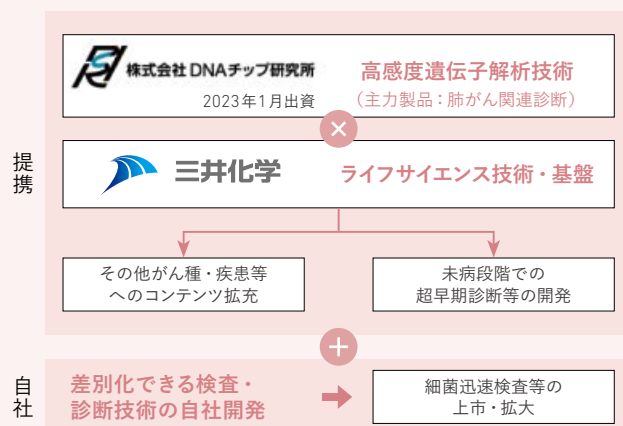 提携
株式会社 DNAチップ研究所
2023年1月出資
高感度遺伝子解析技術
（主力製品：肺がん関連診断）
×
三井化学
ライフサイエンス技術・基盤
その他がん種・疾患等
へのコンテンツ拡充
未病段階での
超早期診断等の開発
+
自社
差別化できる検査・
診断技術の自社開発
細菌迅速検査等の
上市・拡大